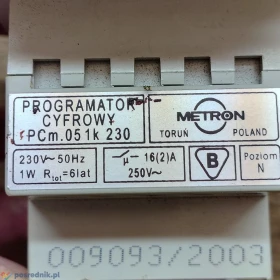 PROGRAMATOR
CYFROWY
PCm.051k 230
METRON
TORUŃ POLAND
230V~50Hz
1W Rtot=6lat
μ 16(2)A
250V~
B
Poziom
N
009093/2003
pośrednik.pl